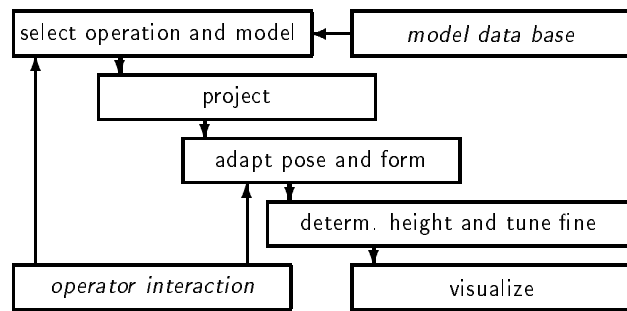 select operation and model
model data base
project
adapt pose and form
determ. height and tune fine
operator interaction
visualize